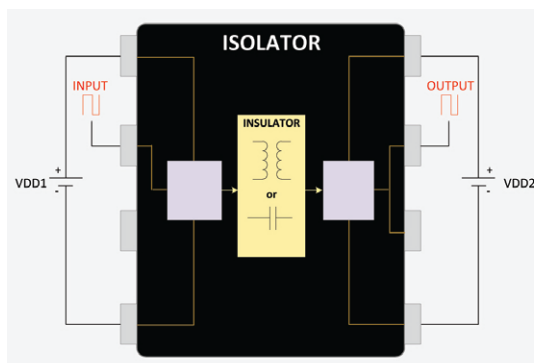 ISOLATOR
INPUT
OUTPUT
INSULATOR
or
+
-
VDD1
+
-
VDD2